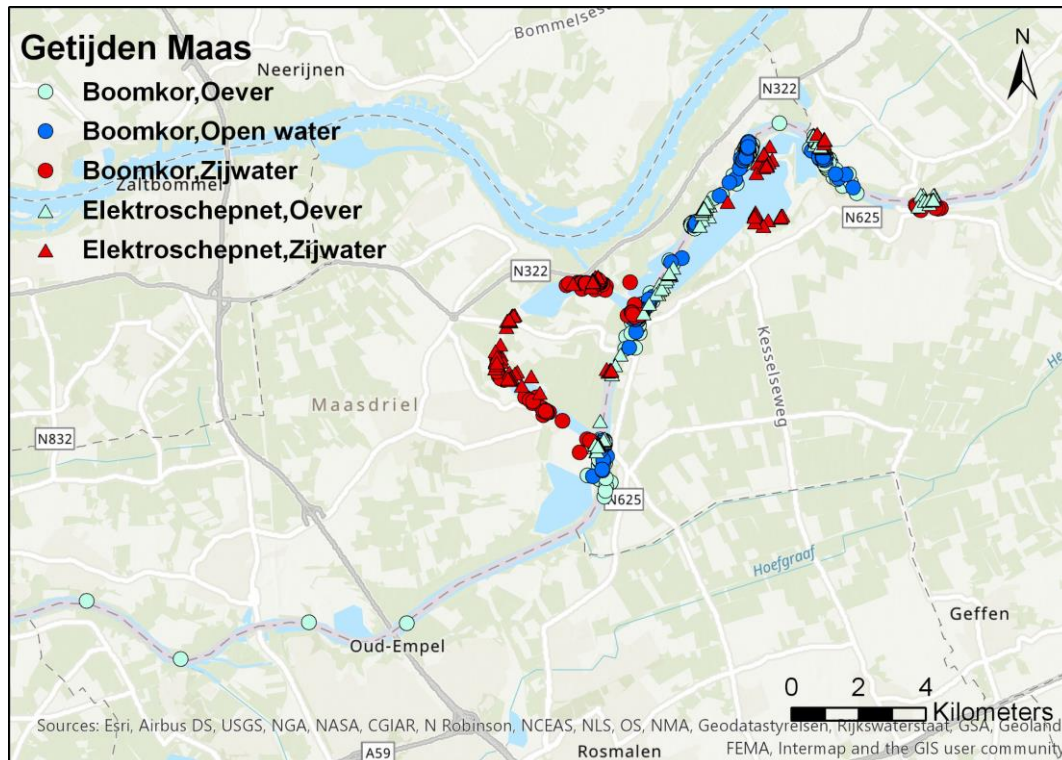 Getijden Maas
Boomkor,Oever
Boomkor,Open water
Boomkor,Zijwater
Elektroschepnet,Oever
Elektroschepnet,Zijwater
Neerijnen
Zaltbommel
N322
N
N322
N625
Kesselseweg
Maasdriel
N832
N625
Hoefgraaf
Geffen
Oud-Empel
0 2 4
Kilometers
Sources: Esri, Airbus DS, USGS, NGA, NASA, CGIAR, N Robinson, NCEAS, NLS, OS, NMA, Geodatastyrelsen, Rijkswaterstaat, GSA, Geoland
FEMA, Intermap and the GIS user community
A59
Rosmalen